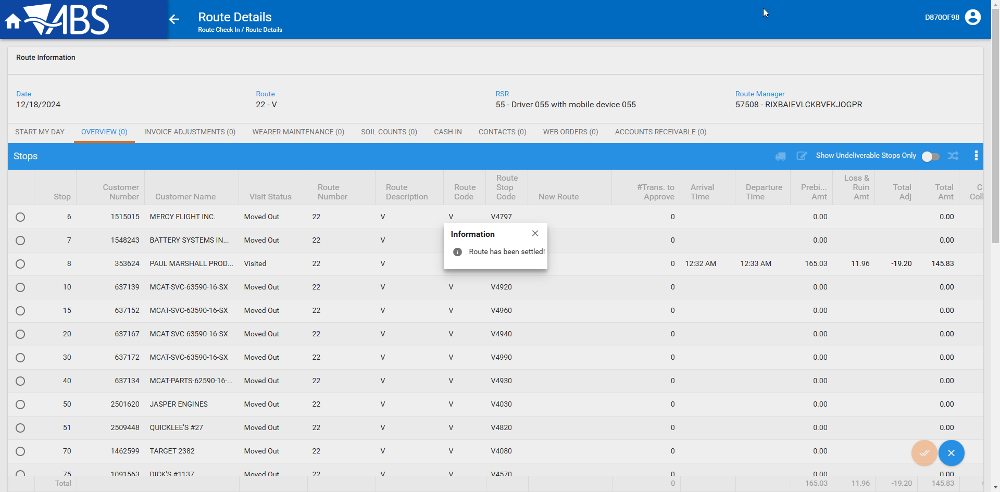 ABS
Route Details
Route Check In / Route Details
D870OF98
Route Information
Date
12/18/2024
Route
22 - V
RSR
55 - Driver 055 with mobile device 055
Route Manager
57508 - RIXBAIEVLCKBVFKJOGPR
START MY DAY OVERVIEW (0) INVOICE ADJUSTMENTS (0) WEARER MAINTENANCE (0) SOIL COUNTS (0) CASH IN CONTACTS (0) WEB ORDERS (0) ACCOUNTS RECEIVABLE (0)
Stops
Show Undeliverable Stops Only
Stop
Customer
Number
Customer Name
Visit Status
Route
Number
Route
Description
Route
Code
Route
Stop
Code
New Route
#Trans. to
Approve
Arrival
Time
Departure
Time
Prebi...
Amt
Loss &
Ruin
Amt
Total
Adj
Total
Amt
6 1515015 MERCY FLIGHT INC. Moved Out 22 V V V4797 0 0.00 0.00
7 1548243 BATTERY SYSTEMS IN... Moved Out 22 V 0 0.00 0.00
8 353624 PAUL MARSHALL PROD... Visited 22 V 0 12:32 AM 12:33 AM 165.03 11.96 -19.20 145.83
Information
Route has been settled!
10 637139 MCAT-SVC-63590-16-SX Moved Out 22 V V V4920 0 0.00 0.00
15 637152 MCAT-SVC-63590-16-SX Moved Out 22 V V V4960 0 0.00 0.00
20 637167 MCAT-SVC-63590-16-SX Moved Out 22 V V V4940 0 0.00 0.00
30 637172 MCAT-SVC-63590-16-SX Moved Out 22 V V V4990 0 0.00 0.00
40 637134 MCAT-PARTS-62590-16-... Moved Out 22 V V V4930 0 0.00 0.00
50 2501620 JASPER ENGINES Moved Out 22 V V V4030 0 0.00 0.00
51 2509448 QUICKLEE'S #27 Moved Out 22 V V V4820 0 0.00 0.00
70 1462599 TARGET 2382 Moved Out 22 V V V4080 0 0.00 0.00
75 1091563 DICK'S #1137 Moved Out 22 V V V4570 0 0.00 0.00
Total 0 165.03 11.96 -19.20 145.83